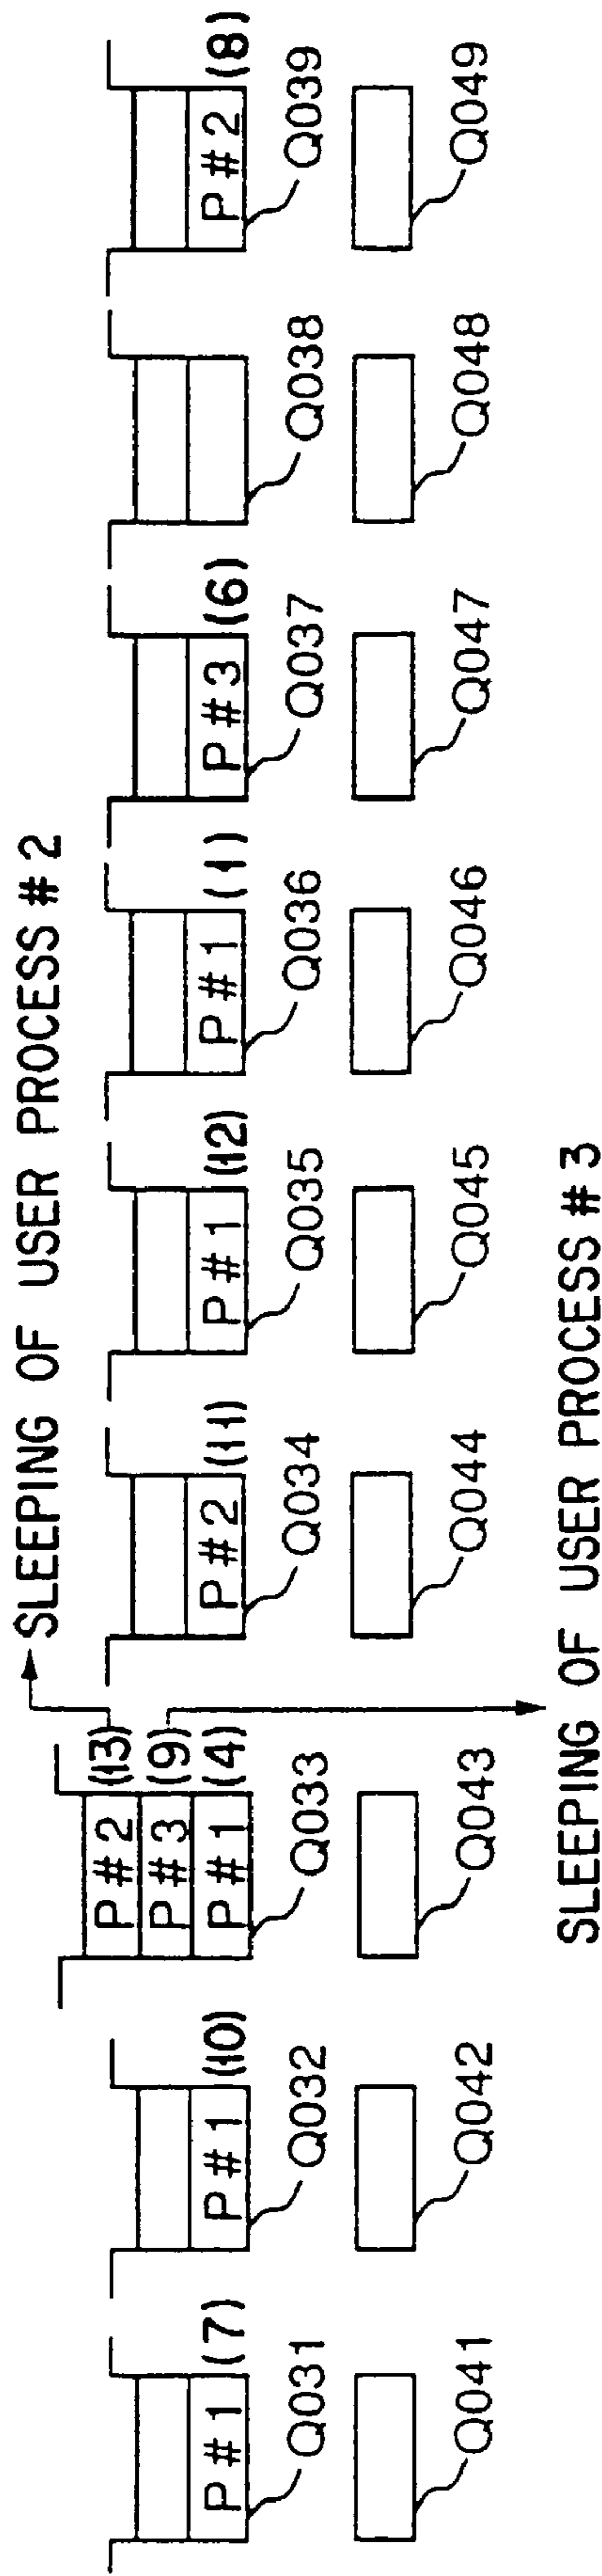 SLEEPING OF USER PROCESS #2
P#2 (13)
P#3 (9)
P#1 (7) P#1 (10) P#1 (4) P#2 (11) P#1 (12) P#1 (1) P#3 (6) P#2 (8)
Q031 Q032 Q033 Q034 Q035 Q036 Q037 Q038 Q039
Q041 Q042 Q043 Q044 Q045 Q046 Q047 Q048 Q049
SLEEPING OF USER PROCESS #3